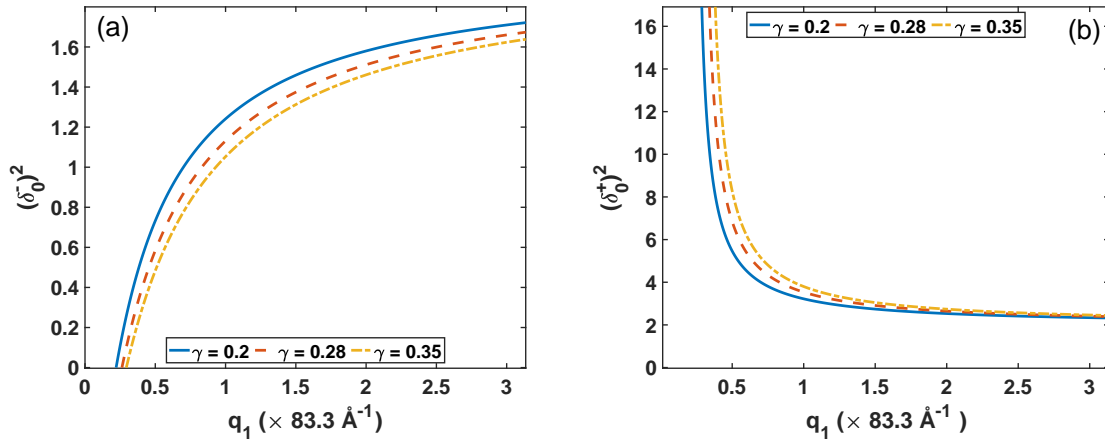 (a)
1.6
1.4
1.2
1
0.8
0.6
0.4
0.2
0
(δ₀⁻)²
γ = 0.2 γ = 0.28 γ = 0.35
0 0.5 1 1.5 2 2.5 3
q₁ (× 83.3 Å⁻¹)
γ = 0.2 γ = 0.28 γ = 0.35
(b)
16
14
12
10
8
6
4
2
0
(δ₀⁺)²
0.5 1 1.5 2 2.5 3
q₁ (× 83.3 Å⁻¹)